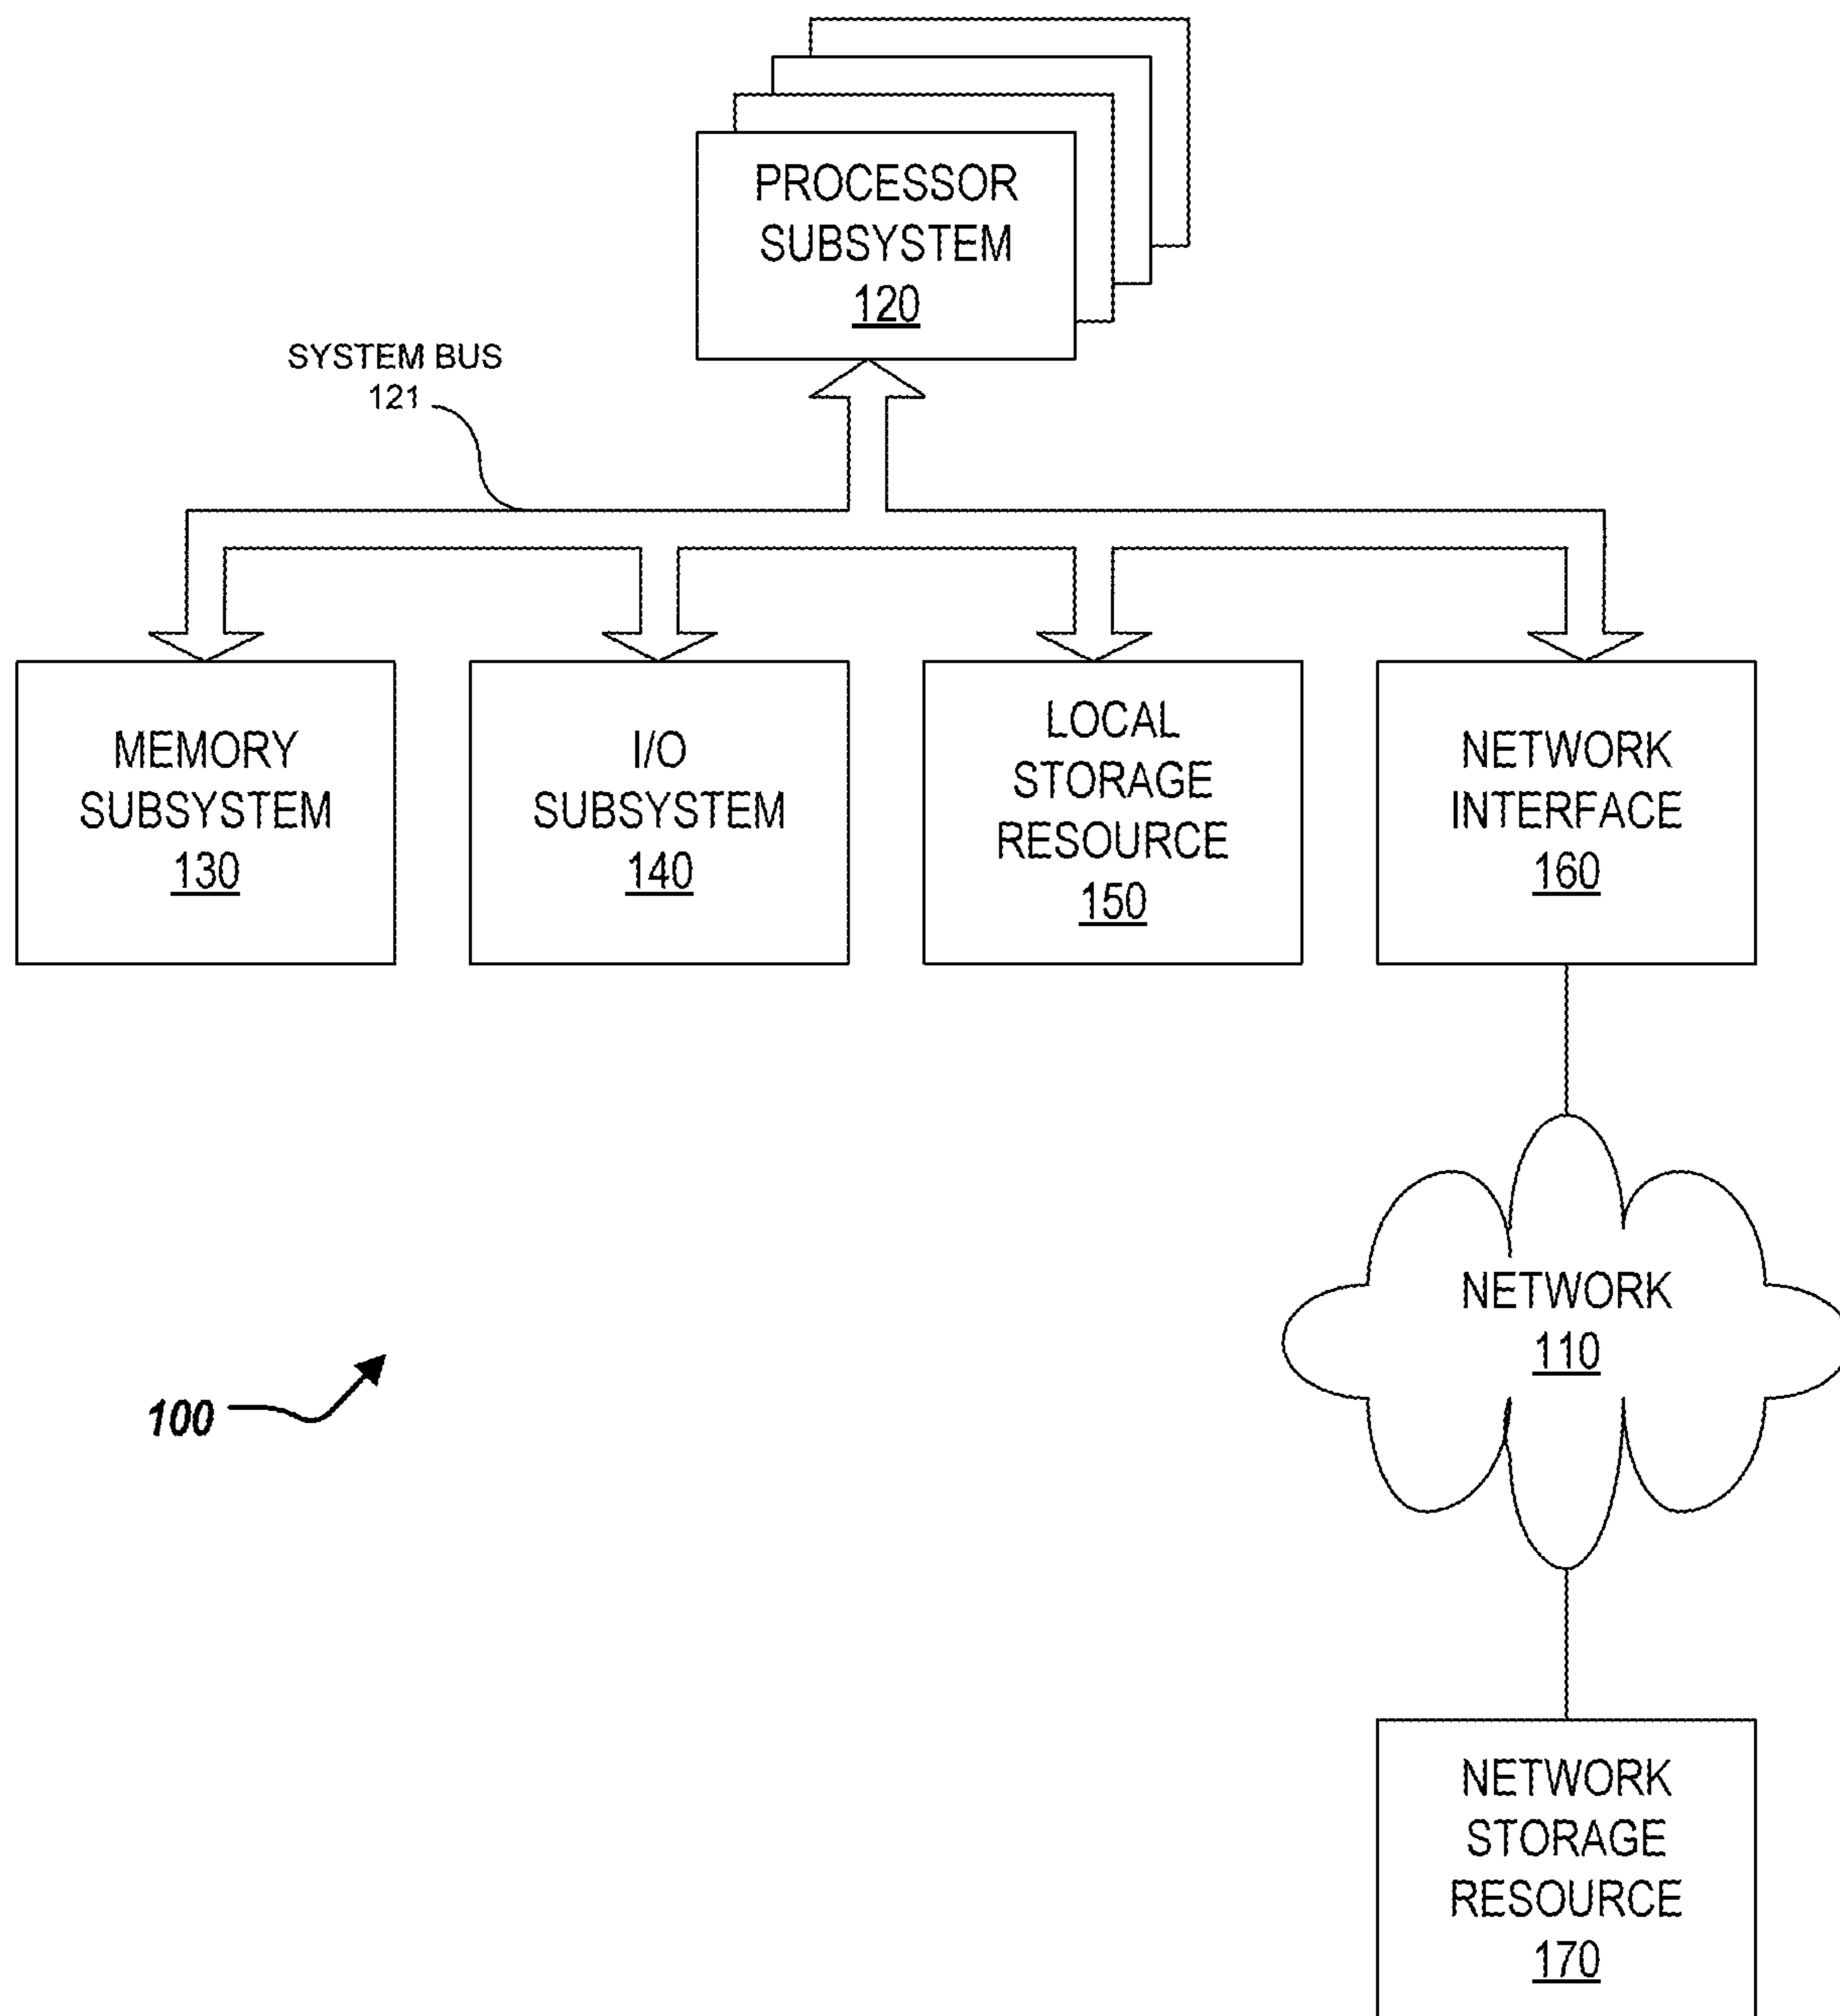 PROCESSOR
SUBSYSTEM
120
SYSTEM BUS
121
MEMORY
SUBSYSTEM
130
I/O
SUBSYSTEM
140
LOCAL
STORAGE
RESOURCE
150
NETWORK
INTERFACE
160
NETWORK
110
100
NETWORK
STORAGE
RESOURCE
170